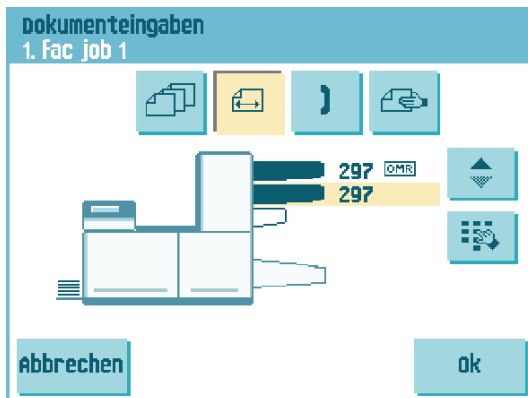 Dokumenteingaben
1. Fac job 1
297 OMR
297
Abbrechen
Ok